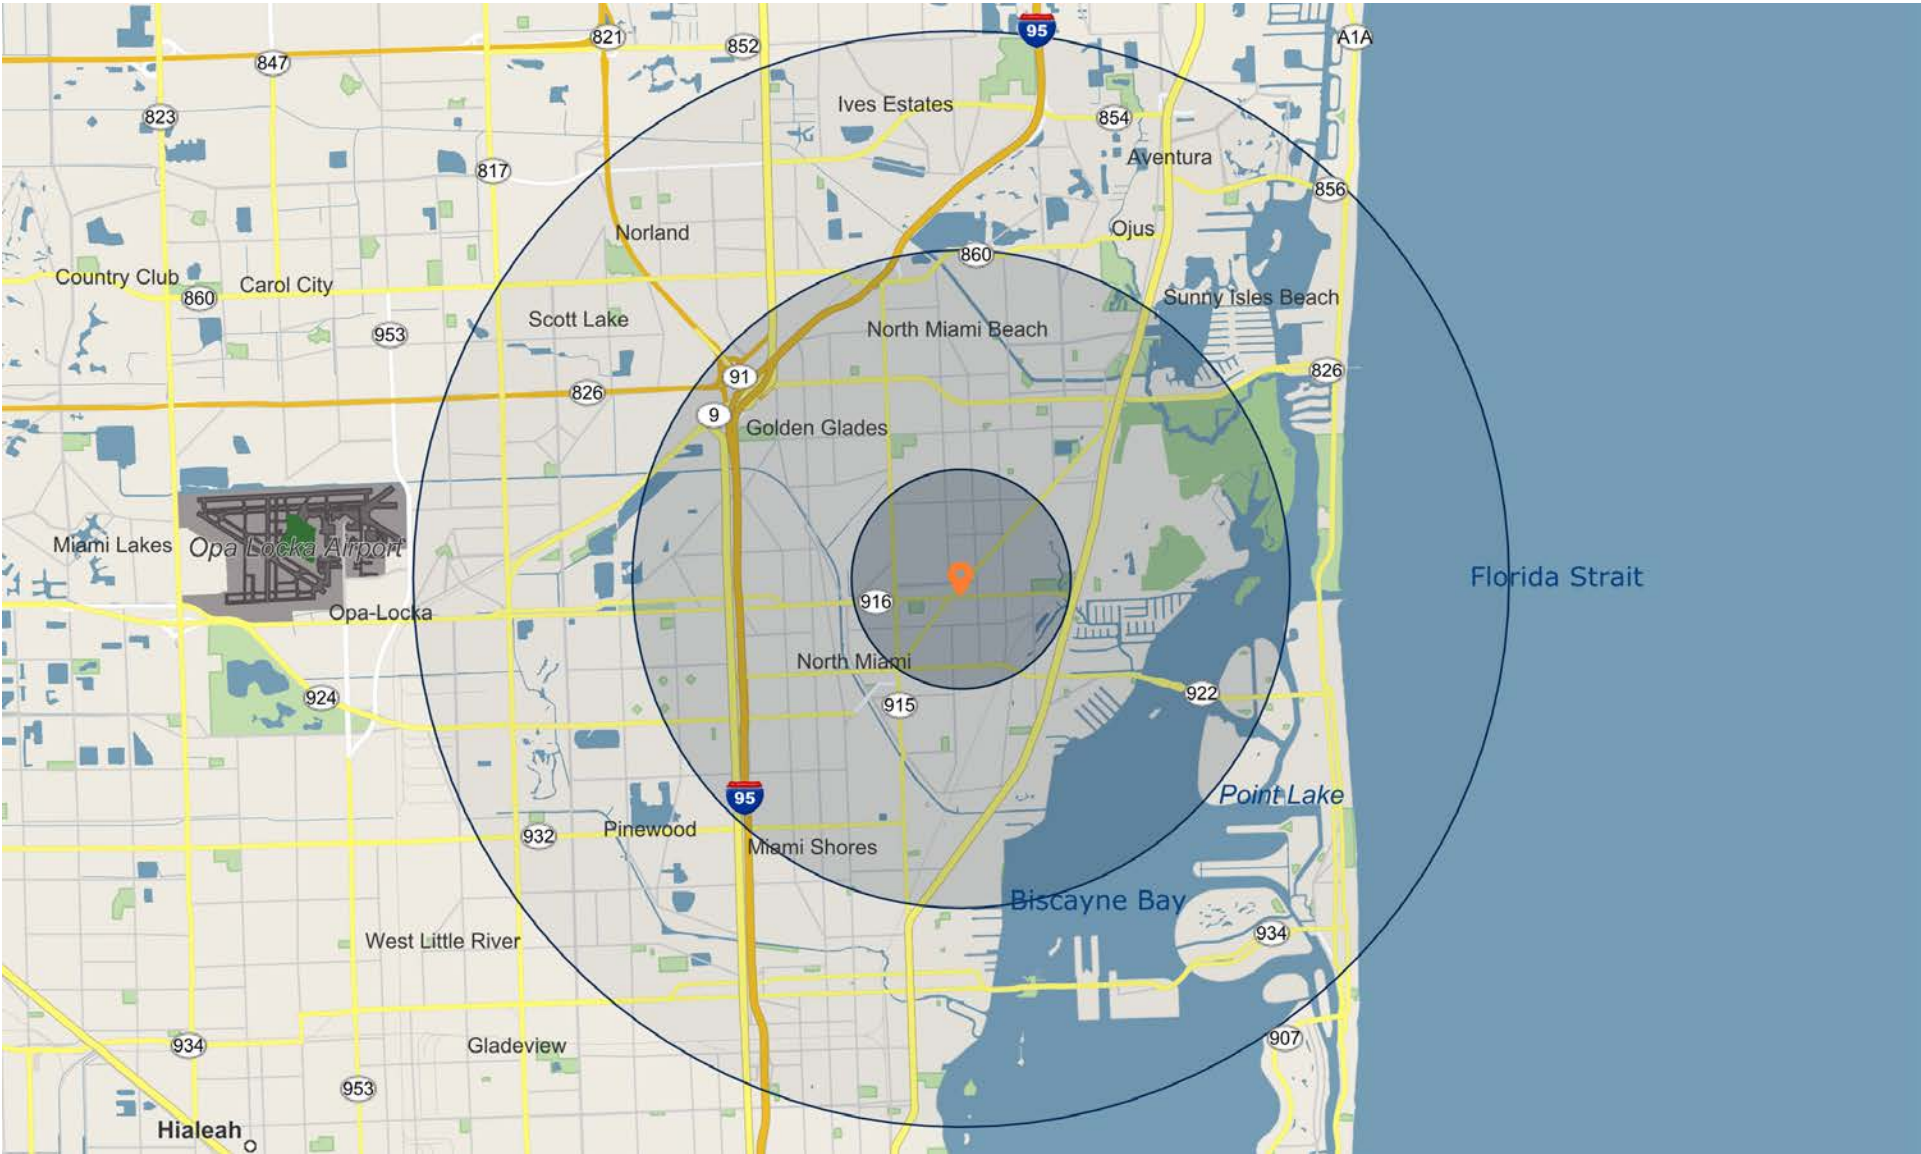 821
95
A1A
852
847
Ives Estates
823
854
Aventura
817
856
Norland
Ojus
860
Country Club
Carol City
860
Sunny Isles Beach
Scott Lake
North Miami Beach
953
826
91
826
9
Golden Glades
Miami Lakes
Opa Locka Airport
Florida Strait
916
Opa-Locka
North Miami
922
924
915
Point Lake
95
Pinewood
932
Miami Shores
Biscayne Bay
934
West Little River
907
934
Gladeview
953
Hialeah